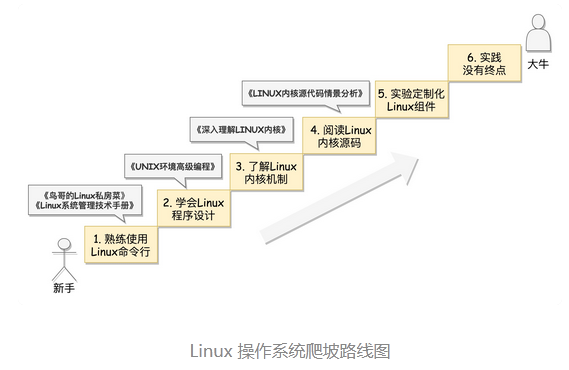 大牛
6. 实践
没有终点
《LINUX内核源代码情景分析》
5. 实验定制化
Linux组件
《深入理解LINUX内核》
4. 阅读Linux
内核源码
《UNIX环境高级编程》
3. 了解Linux
内核机制
《鸟哥的Linux私房菜》
《Linux系统管理技术手册》
2. 学会Linux
程序设计
1. 熟练使用
Linux命令行
新手
Linux 操作系统爬坡路线图